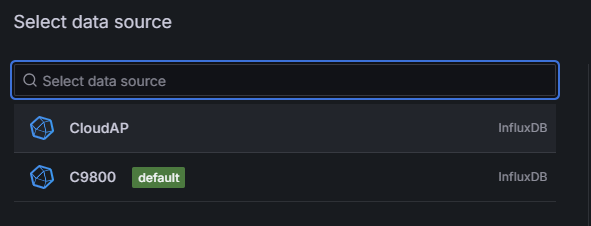 Select data source
Select data source
CloudAP InfluxDB
C9800 default InfluxDB